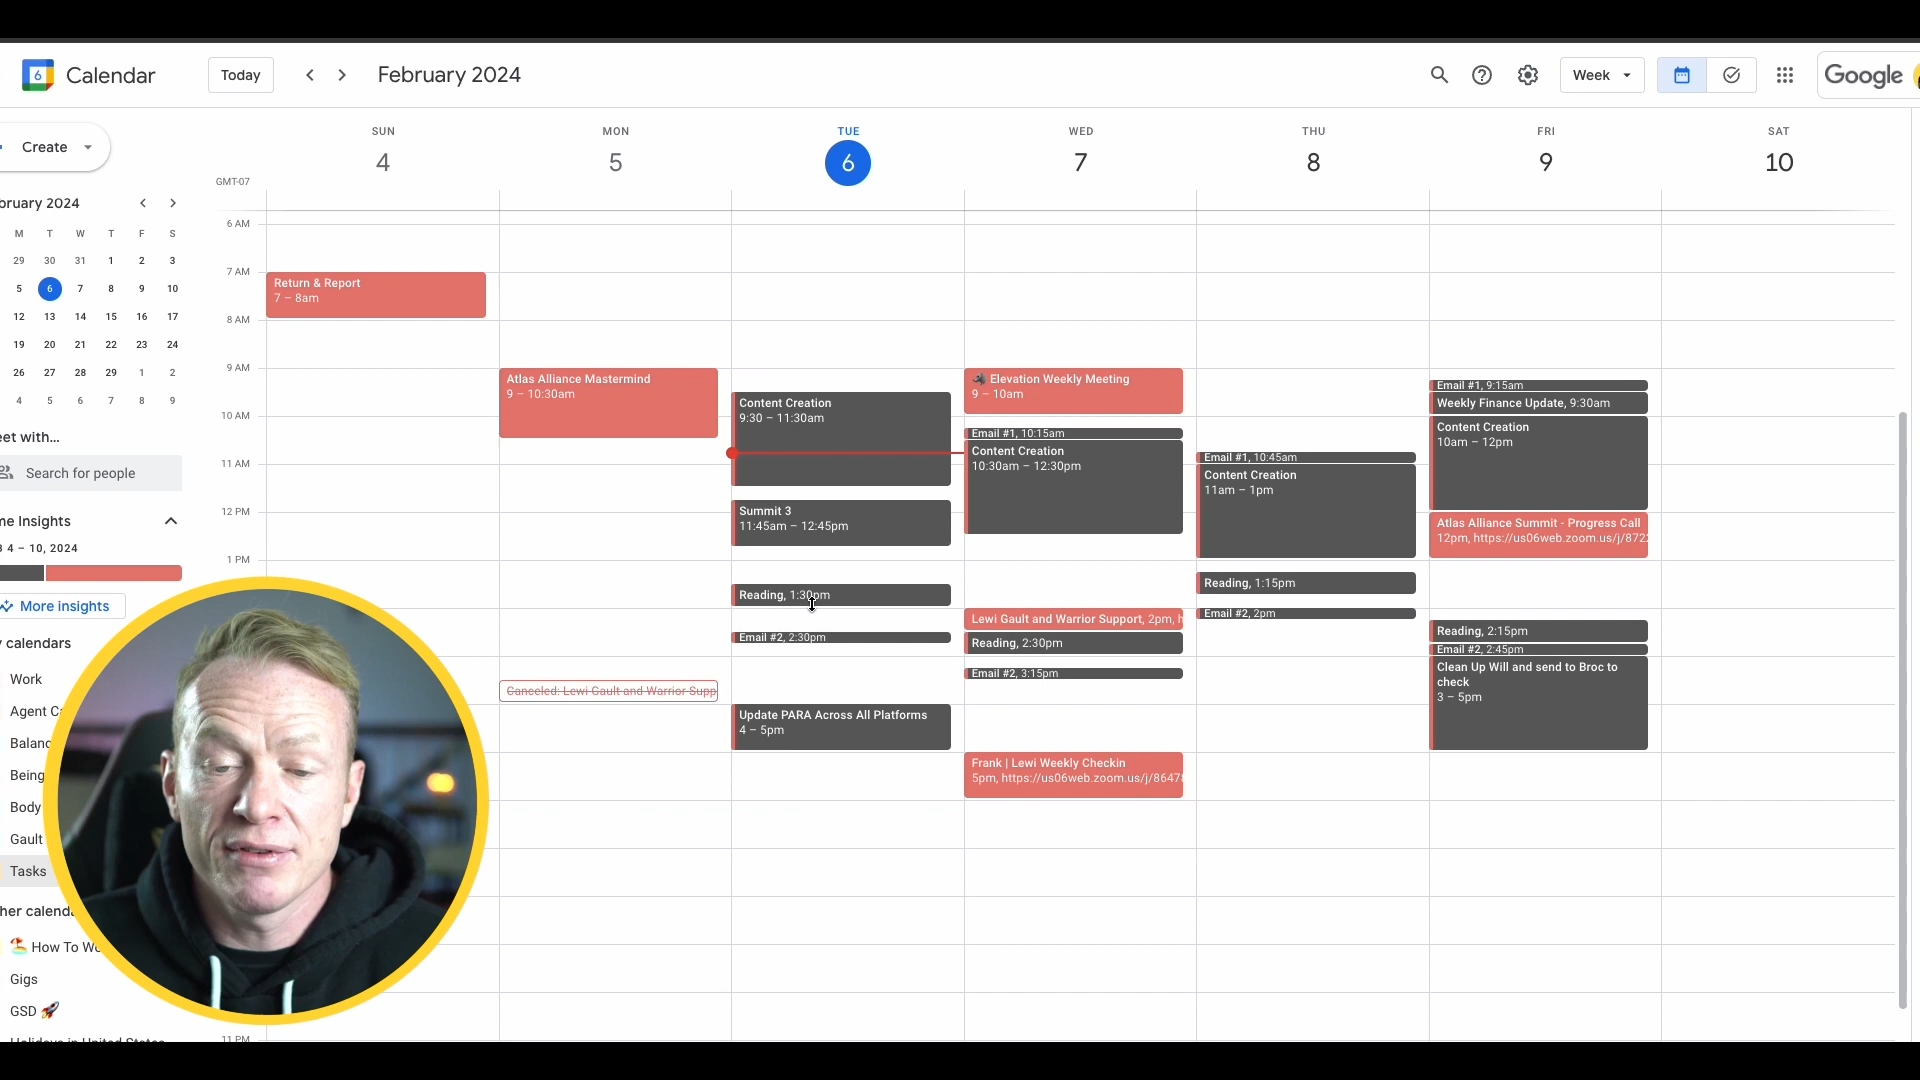 Calendar
Today
February 2024
Week
Google
Create
SUN
MON
TUE
WED
THU
FRI
SAT
4
5
6
7
8
9
10
GMT-07
bruary 2024
M T W T F S
29 30 31 1 2 3
5 6 7 8 9 10
12 13 14 15 16 17
19 20 21 22 23 24
26 27 28 29 1 2
4 5 6 7 8 9
eet with...
Search for people
me Insights
B 4 – 10, 2024
More insights
y calendars
Work
Agent Ca
Balanc
Being
Body
Gault
Tasks
her calenda
How To Wo
Gigs
GSD
Holidays in United States
6 AM
7 AM
8 AM
9 AM
10 AM
11 AM
12 PM
1 PM
11 PM
Return & Report
7 – 8am
Atlas Alliance Mastermind
9 – 10:30am
Canceled: Lewi Gault and Warrior Supp
Content Creation
9:30 – 11:30am
Summit 3
11:45am – 12:45pm
Reading, 1:30pm
Email #2, 2:30pm
Update PARA Across All Platforms
4 – 5pm
Elevation Weekly Meeting
9 – 10am
Email #1, 10:15am
Content Creation
10:30am – 12:30pm
Lewi Gault and Warrior Support, 2pm, h
Reading, 2:30pm
Email #2, 3:15pm
Frank | Lewi Weekly Checkin
5pm, https://us06web.zoom.us/j/8647
Email #1, 10:45am
Content Creation
11am – 1pm
Reading, 1:15pm
Email #2, 2pm
Email #1, 9:15am
Weekly Finance Update, 9:30am
Content Creation
10am – 12pm
Atlas Alliance Summit - Progress Call
12pm, https://us06web.zoom.us/j/872
Reading, 2:15pm
Email #2, 2:45pm
Clean Up Will and send to Broc to
check
3 – 5pm